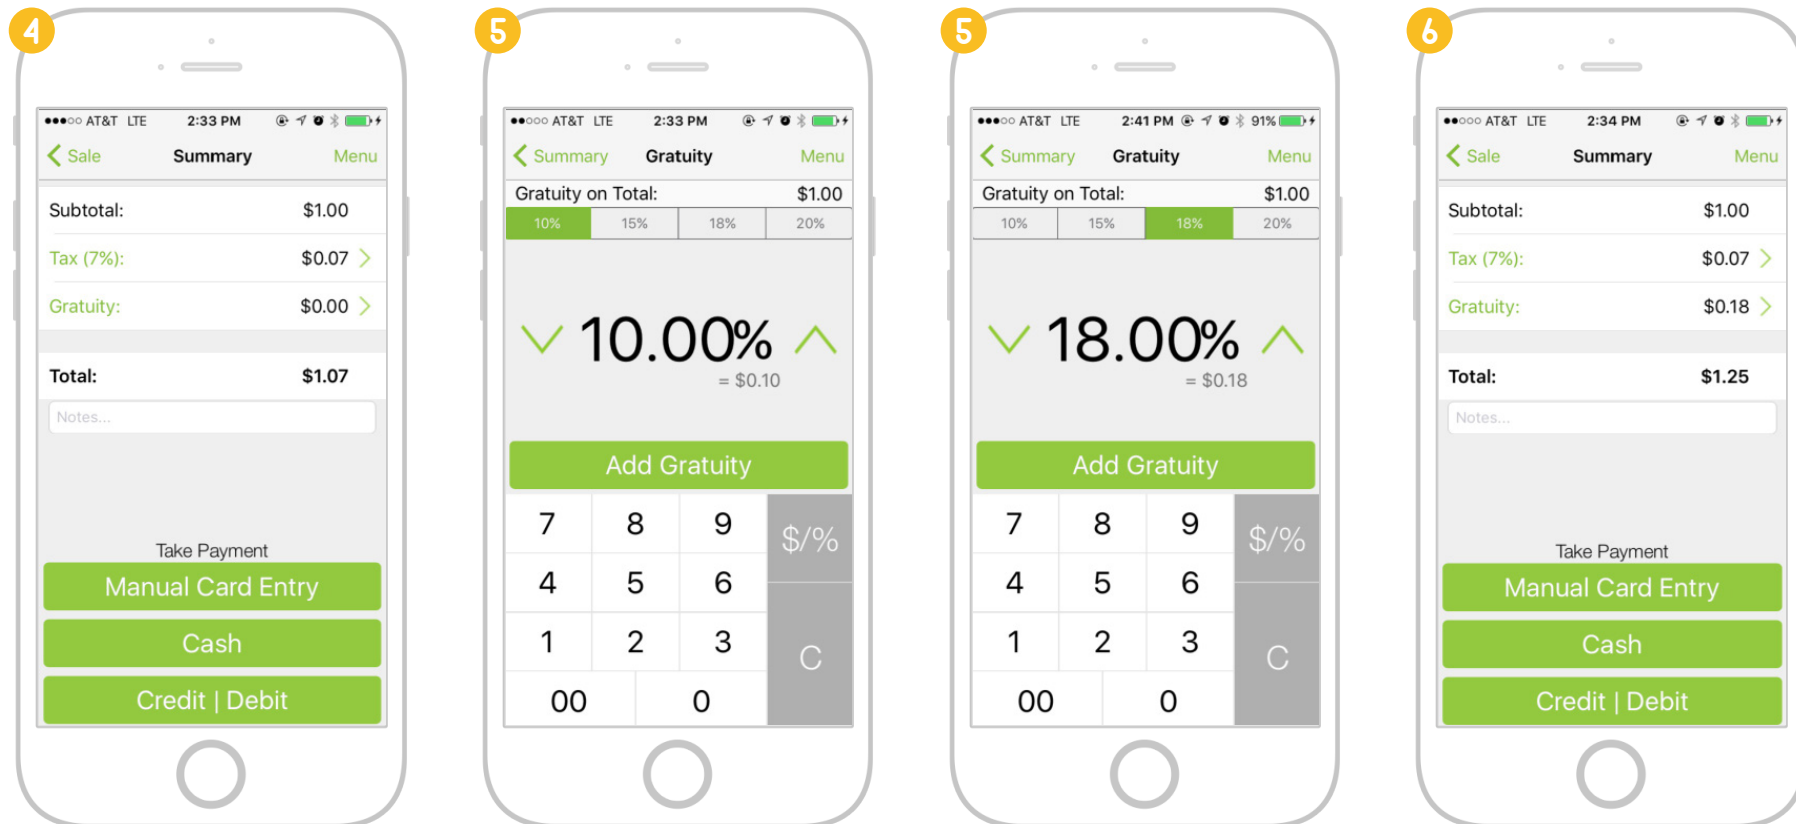 4
AT&T LTE 2:33 PM
Sale Summary Menu
Subtotal: $1.00
Tax (7%): $0.07
Gratuity: $0.00
Total: $1.07
Notes...
Take Payment
Manual Card Entry
Cash
Credit | Debit
5
AT&T LTE 2:33 PM
Summary Gratuity Menu
Gratuity on Total: $1.00
10% 15% 18% 20%
10.00%
= $0.10
Add Gratuity
7 8 9 $/%
4 5 6
1 2 3 C
00 0
5
AT&T LTE 2:41 PM 91%
Summary Gratuity Menu
Gratuity on Total: $1.00
10% 15% 18% 20%
18.00%
= $0.18
Add Gratuity
7 8 9 $/%
4 5 6
1 2 3 C
00 0
6
AT&T LTE 2:34 PM
Sale Summary Menu
Subtotal: $1.00
Tax (7%): $0.07
Gratuity: $0.18
Total: $1.25
Notes...
Take Payment
Manual Card Entry
Cash
Credit | Debit